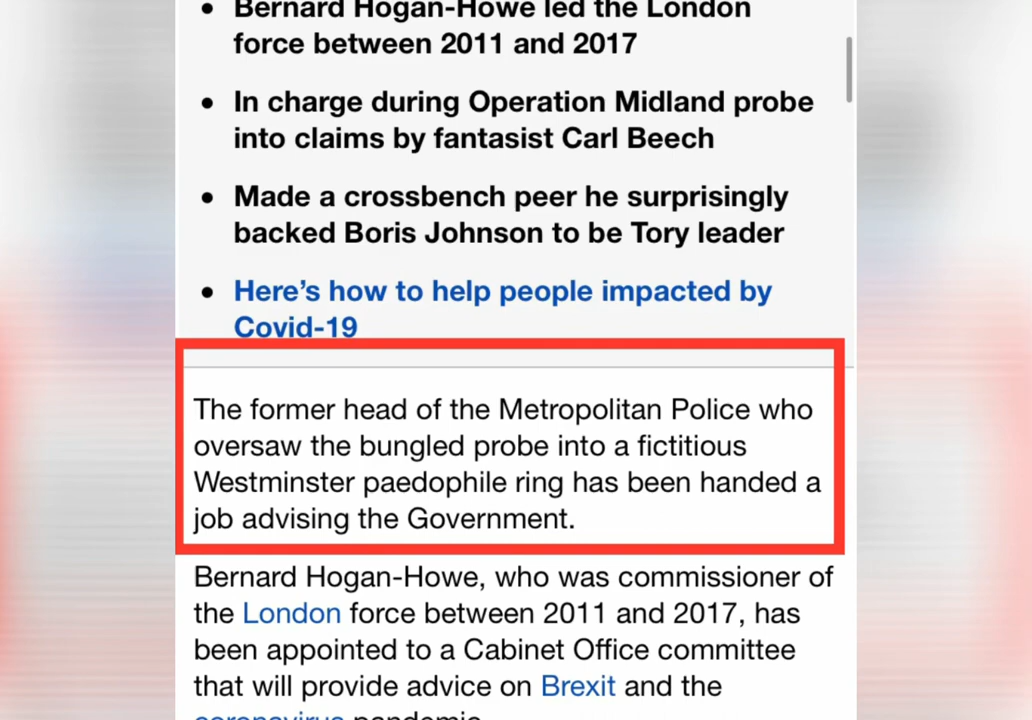 Bernard Hogan-Howe led the London
force between 2011 and 2017
In charge during Operation Midland probe
into claims by fantasist Carl Beech
Made a crossbench peer he surprisingly
backed Boris Johnson to be Tory leader
Here's how to help people impacted by
Covid-19
The former head of the Metropolitan Police who
oversaw the bungled probe into a fictitious
Westminster paedophile ring has been handed a
job advising the Government.
Bernard Hogan-Howe, who was commissioner of
the London force between 2011 and 2017, has
been appointed to a Cabinet Office committee
that will provide advice on Brexit and the
coronavirus pandemic